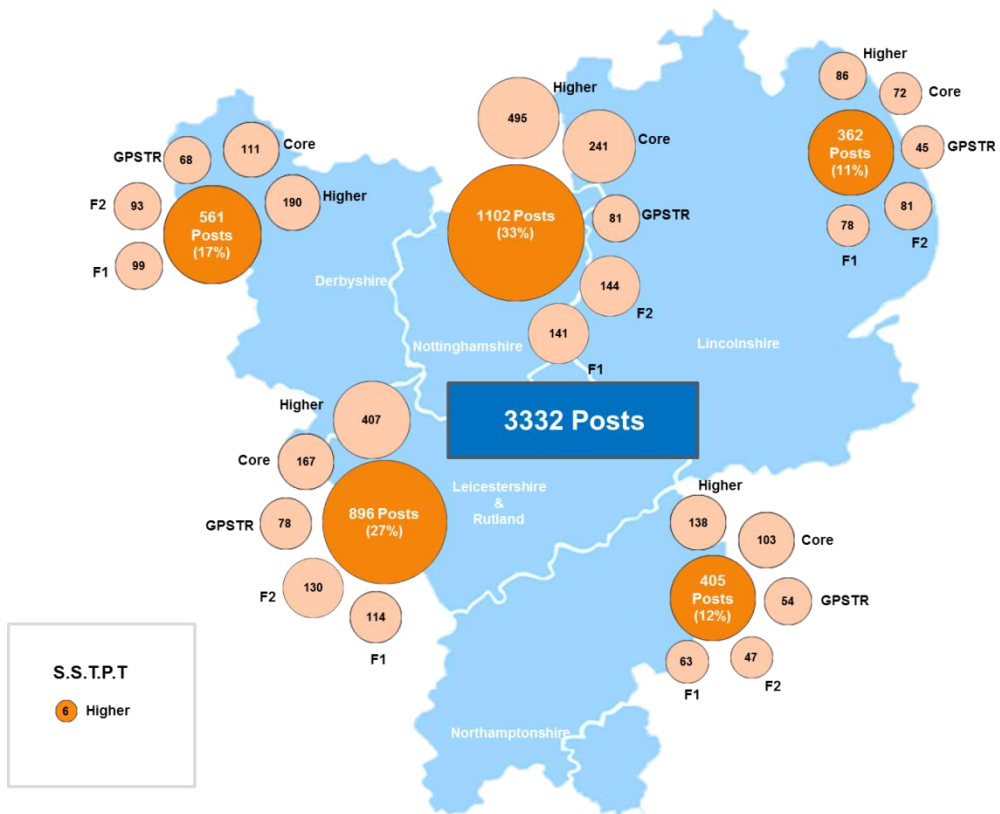 Higher
495
Core
241
1102 Posts
(33%)
81
GPSTR
144
F2
141
F1
Higher
86
72
Core
362
Posts
(11%)
45
GPSTR
81
F2
78
F1
GPSTR
68
111
Core
F2
93
190
Higher
561
Posts
(17%)
F1
99
Derbyshire
Nottinghamshire
Lincolnshire
3332 Posts
Higher
407
Core
167
GPSTR
78
896 Posts
(27%)
F2
130
114
F1
Leicestershire
&
Rutland
Higher
138
103
Core
405
Posts
(12%)
54
GPSTR
63
F1
47
F2
Northamptonshire
S.S.T.P.T
6 Higher